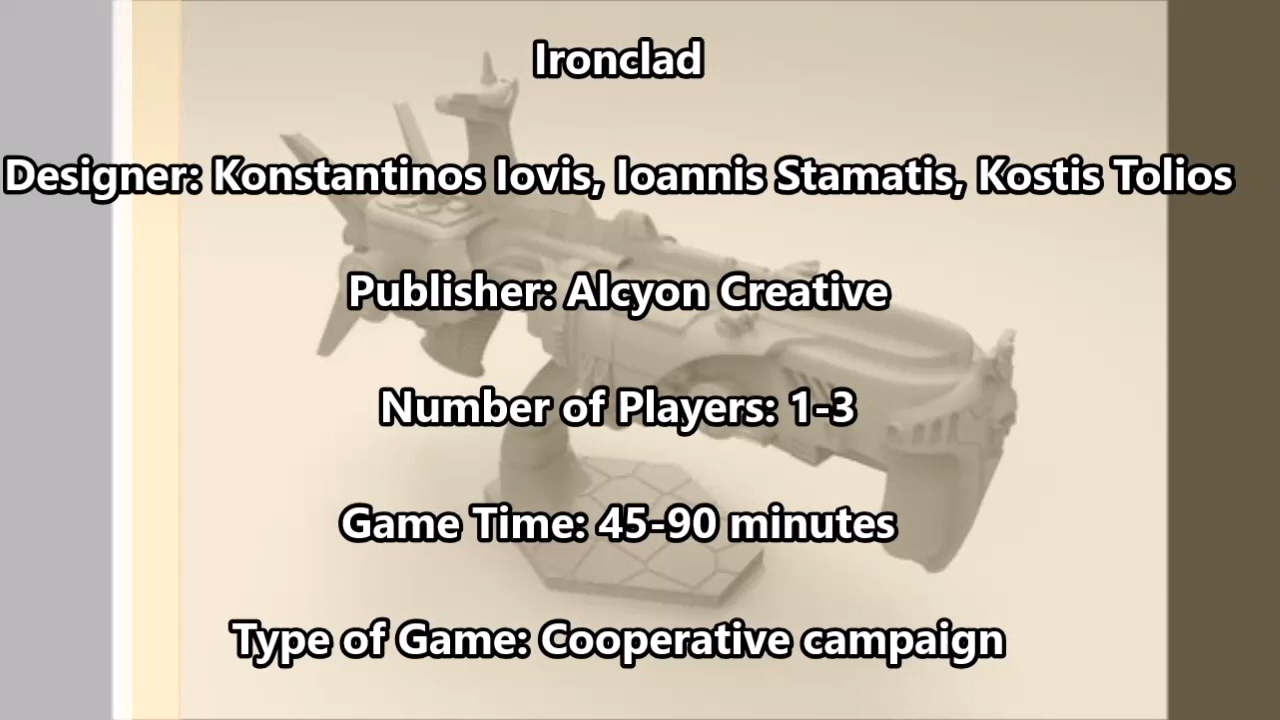 Ironclad
Designer: Konstantinos Iovis, Ioannis Stamatis, Kostis Tolios
Publisher: Alcyon Creative
Number of Players: 1-3
Game Time: 45-90 minutes
Type of Game: Cooperative campaign